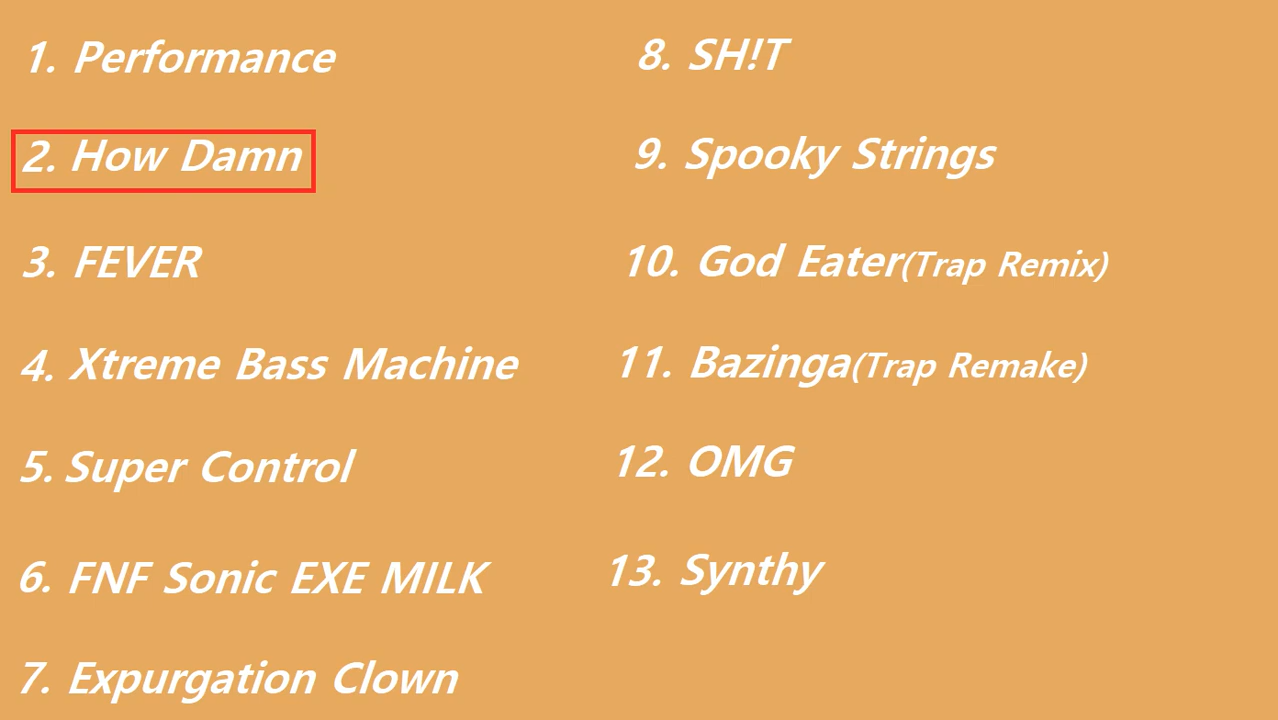 1. Performance
2. How Damn
3. FEVER
4. Xtreme Bass Machine
5. Super Control
6. FNF Sonic EXE MILK
7. Expurgation Clown
8. SH!T
9. Spooky Strings
10. God Eater(Trap Remix)
11. Bazinga(Trap Remake)
12. OMG
13. Synthy